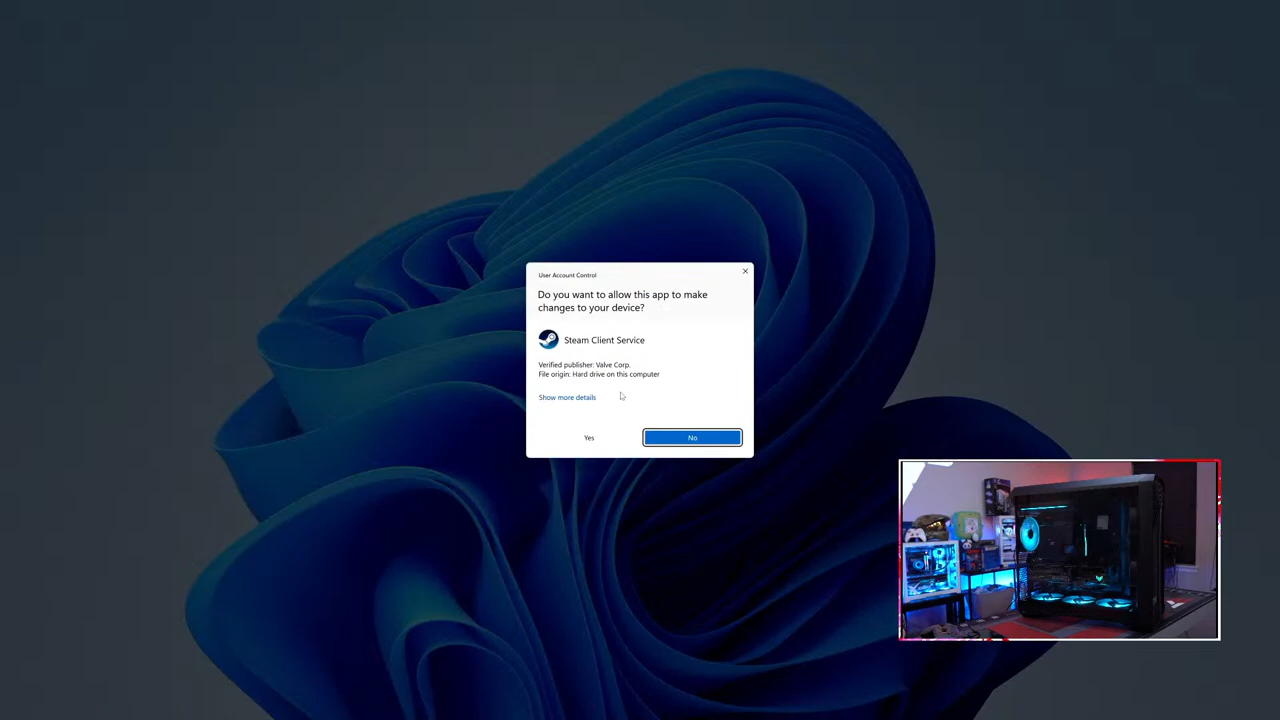 User Account Control
Do you want to allow this app to make
changes to your device?
Steam Client Service
Verified publisher: Valve Corp.
File origin: Hard drive on this computer
Show more details
Yes
No